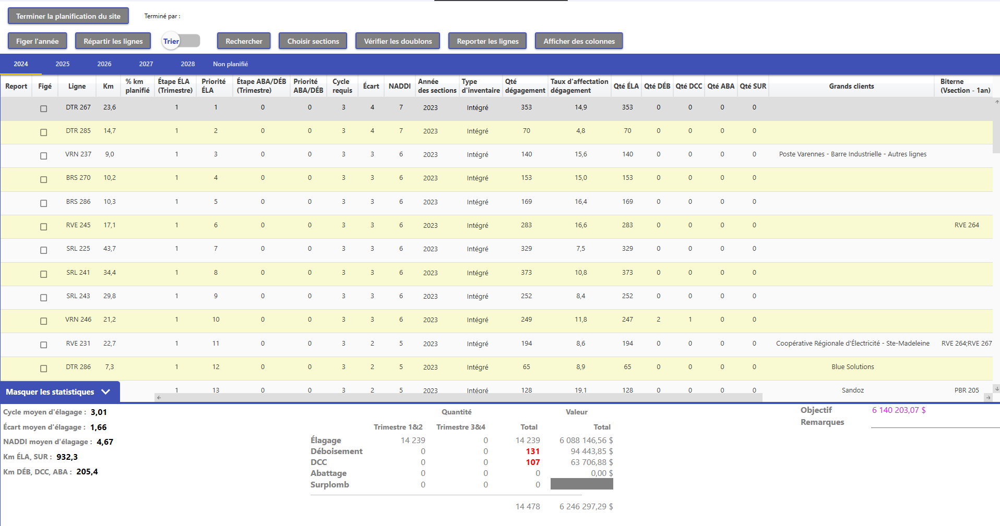 Terminer la planification du site Terminé par :
Figer l'année Répartir les lignes Trier Rechercher Choisir sections Vérifier les doublons Reporter les lignes Afficher des colonnes
2024 2025 2026 2027 2028 Non planifié
Report Figé Ligne Km % km planifié Étape ÉLA (Trimestre) Priorité ÉLA Étape ABA/DÉB (Trimestre) Priorité ABA/DÉB Cycle requis Écart NADDI Année des sections Type d'inventaire Qté dégagement Taux d'affectation dégagement Qté ÉLA Qté DÉB Qté DCC Qté ABA Qté SUR Grands clients Biterne (Vsection - 1an)
DTR 267 23,6 1 1 0 0 3 4 7 2023 Intégré 353 14,9 353 0 0 0 0
DTR 285 14,7 1 2 0 0 3 4 7 2023 Intégré 70 4,8 70 0 0 0 0
VRN 237 9,0 1 3 0 0 3 3 6 2023 Intégré 140 15,6 140 0 0 0 0 Poste Varennes - Barre Industrielle - Autres lignes
BRS 270 10,2 1 4 0 0 3 3 6 2023 Intégré 153 15,0 153 0 0 0 0
BRS 286 10,3 1 5 0 0 3 3 6 2023 Intégré 169 16,4 169 0 0 0 0
RVE 245 17,1 1 6 0 0 3 3 6 2023 Intégré 283 16,6 283 0 0 0 0 RVE 264
SRL 225 43,7 1 7 0 0 3 3 6 2023 Intégré 329 7,5 329 0 0 0 0
SRL 241 34,4 1 8 0 0 3 3 6 2023 Intégré 373 10,8 373 0 0 0 0
SRL 243 29,8 1 9 0 0 3 3 6 2023 Intégré 252 8,4 252 0 0 0 0
VRN 246 21,2 1 10 0 0 3 3 6 2023 Intégré 249 11,8 247 2 1 0 0
RVE 231 22,7 1 11 0 0 3 2 5 2023 Intégré 194 8,6 194 0 0 0 0 Coopérative Régionale d'Électricité - Ste-Madeleine RVE 264;RVE 267
DTR 286 7,3 1 12 0 0 3 2 5 2023 Intégré 65 8,9 65 0 0 0 0 Blue Solutions
1 13 0 0 3 2 5 2023 Intégré 128 19,1 128 0 0 0 0 Sandoz PBR 205
Masquer les statistiques
Cycle moyen d'élagage : 3,01
Écart moyen d'élagage : 1,66
NADDI moyen d'élagage : 4,67
Km ÉLA, SUR : 932,3
Km DÉB, DCC, ABA : 205,4
Quantité Valeur
Trimestre 1&2 Trimestre 3&4 Total Total
Élagage 14 239 0 14 239 6 088 146,56 $
Déboisement 0 0 131 94 443,85 $
DCC 0 0 107 63 706,88 $
Abattage 0 0 0 0,00 $
Surplomb 0 0 0
14 478 6 246 297,29 $
Objectif 6 140 203,07 $
Remarques